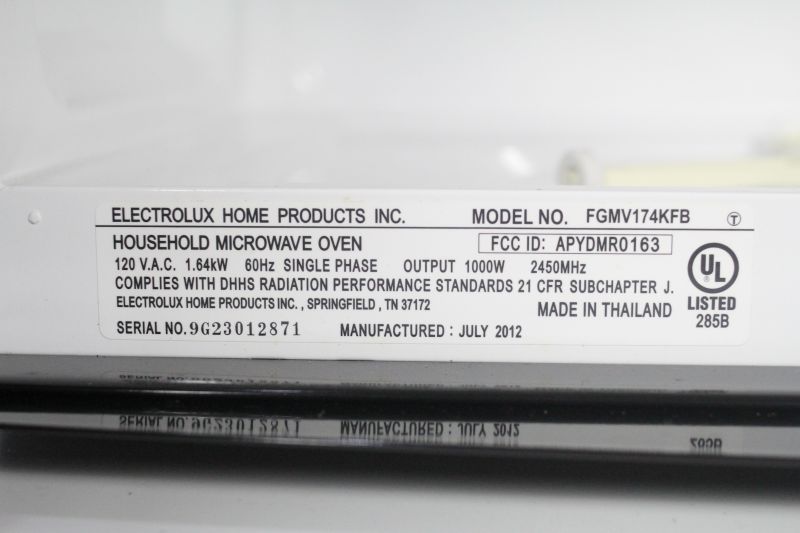 ELECTROLUX HOME PRODUCTS INC. MODEL NO. FGMV174KFB T
HOUSEHOLD MICROWAVE OVEN FCC ID: APYDMR0163
120 V.A.C. 1.64kW 60Hz SINGLE PHASE OUTPUT 1000W 2450MHz
COMPLIES WITH DHHS RADIATION PERFORMANCE STANDARDS 21 CFR SUBCHAPTER J.
ELECTROLUX HOME PRODUCTS INC. , SPRINGFIELD , TN 37172
MADE IN THAILAND
SERIAL NO. 9G23012871 MANUFACTURED : JULY 2012
UL
LISTED
285B